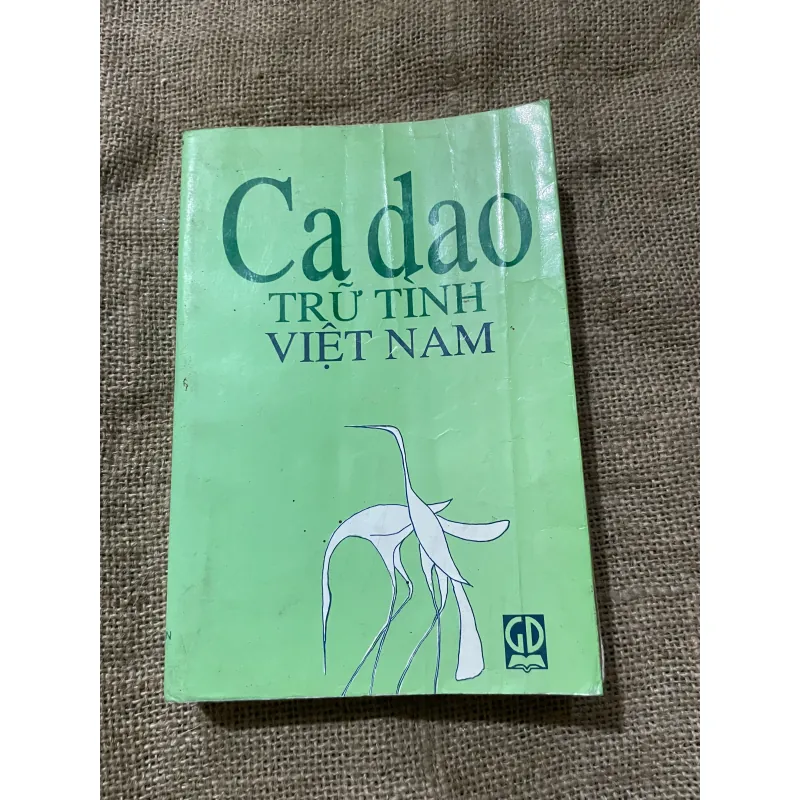 Ca dao
TRỮ TÌNH
VIỆT NAM
GD
N